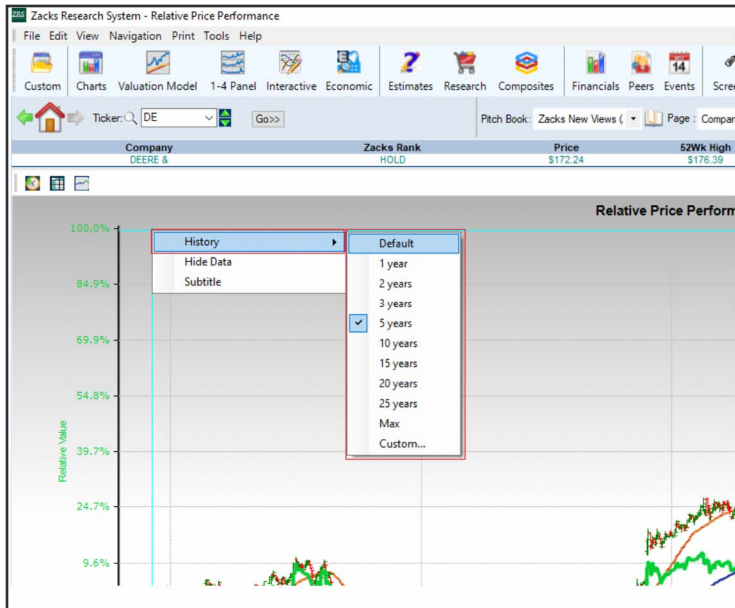 ZRS Zacks Research System - Relative Price Performance
File Edit View Navigation Print Tools Help
14
Custom Charts Valuation Model 1-4 Panel Interactive Economic Estimates Research Composites Financials Peers Events Scree
Ticker: DE Go>> Pitch Book: Zacks New Views (. Page : Compan
Company Zacks Rank Price 52Wk High
DEERE & HOLD $172.24 $176.39
Relative Price Perform
100.0%
History Default
Hide Data 1 year
Subtitle 2 years
84.9%
3 years
5 years
69.9%
10 years
15 years
54.8%
20 years
25 years
Max
Custom...
Relative Value
39.7%
24.7%
9.6%